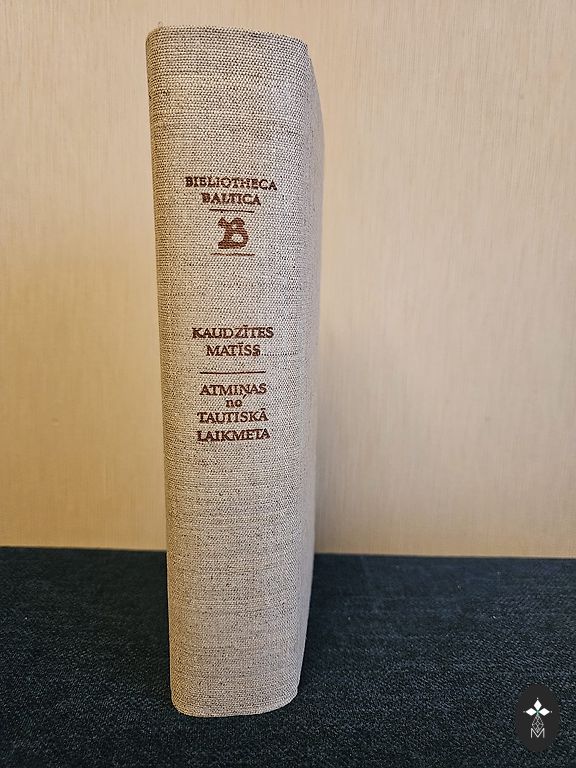 BIBLIOTHECA
BALTICA
B
KAUDZĪTES
MATĪSS
ATMIŅAS
no
TAUTISKĀ
LAIKMETA
M